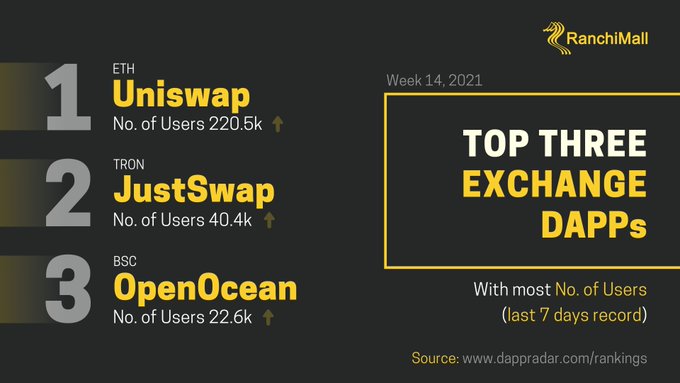 RanchiMall
1
ETH
Uniswap
No. of Users 220.5k
2
TRON
JustSwap
No. of Users 40.4k
3
BSC
OpenOcean
No. of Users 22.6k
Week 14, 2021
TOP THREE
EXCHANGE
DAPPs
With most No. of Users
(last 7 days record)
Source: www.dappradar.com/rankings